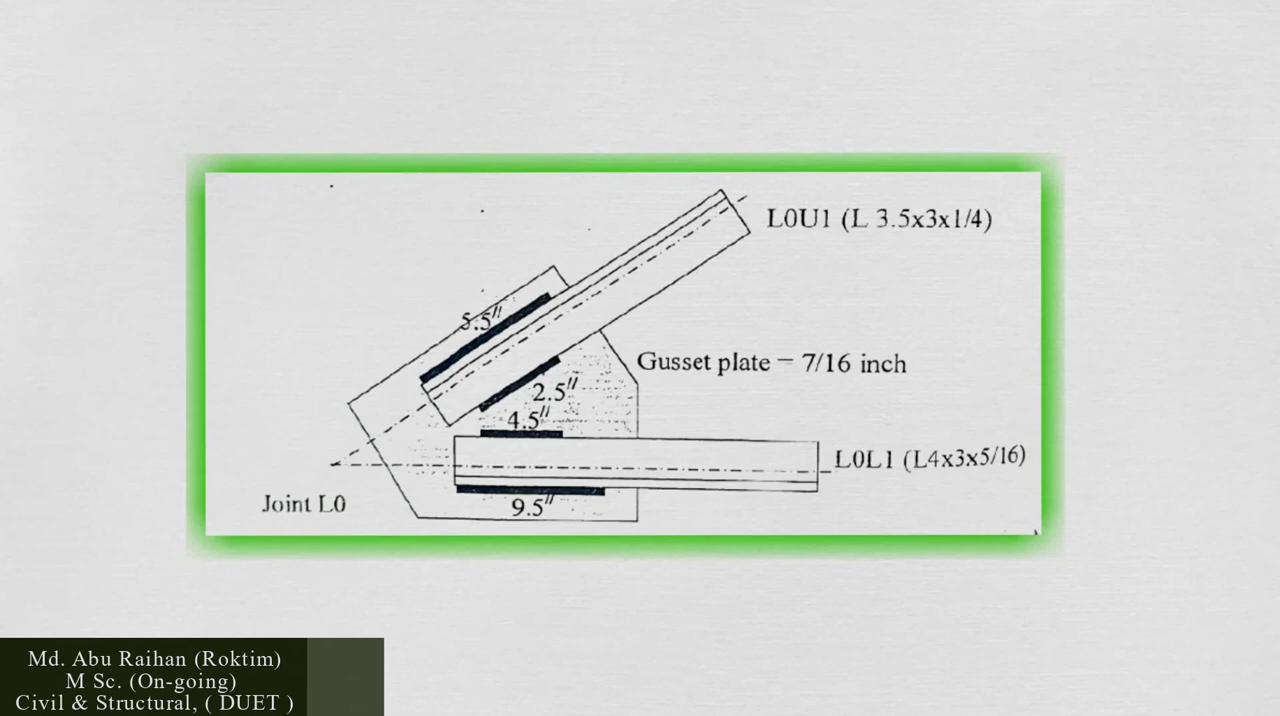 L0U1 (L 3.5x3x1/4)
5.5"
Gusset plate - 7/16 inch
2.5"
4.5"
L0L1 (L4x3x5/16)
Joint L0
9.5"
Md. Abu Raihan (Roktim)
M Sc. (On-going)
Civil & Structural, ( DUET )